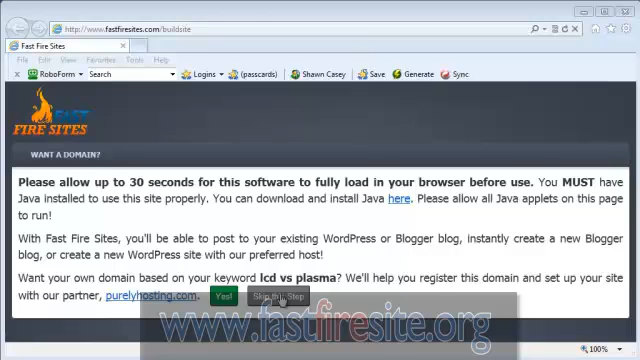 http://www.fastfiresites.com/buildsite
Fast Fire Sites
File Edit View Favorites Tools Help
RoboForm Search Logins (passcards) Shawn Casey Save Generate Sync
FAST
FIRE SITES
WANT A DOMAIN?
Please allow up to 30 seconds for this software to fully load in your browser before use. You MUST have
Java installed to use this site properly. You can download and install Java here. Please allow all Java applets on this page
to run!
With Fast Fire Sites, you'll be able to post to your existing WordPress or Blogger blog, instantly create a new Blogger
blog, or create a new WordPress site with our preferred host!
Want your own domain based on your keyword lcd vs plasma? We'll help you register this domain and set up your site
with our partner, purelyhosting.com. Yes! Skip this Step
www.fastfiresite.org
100%